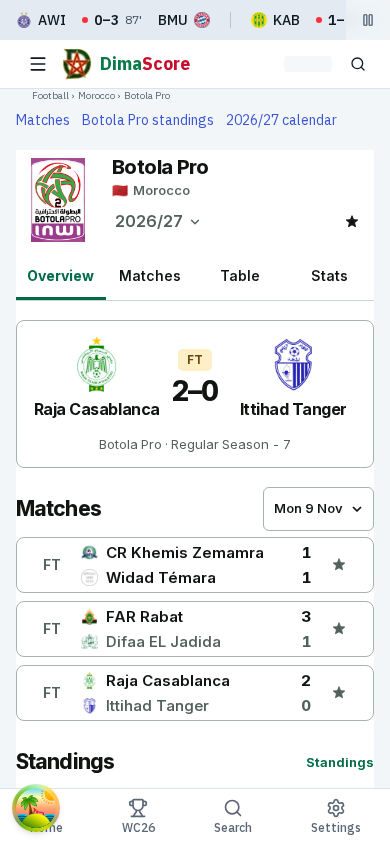 AWI 0–3 87' BMU KAB 1–
DimaScore
Football › Morocco › Botola Pro
Matches Botola Pro standings 2026/27 calendar
Botola Pro
Morocco
2026/27
2
BOTOLA PRO
inwi
Overview Matches Table Stats
FT
2–0
Raja Casablanca Ittihad Tanger
Botola Pro · Regular Season - 7
Matches Mon 9 Nov
FT CR Khemis Zemamra 1
Widad Témara 1
FT FAR Rabat 3
Difaa EL Jadida 1
FT Raja Casablanca 2
Ittihad Tanger 0
Standings Standings
WC26 Search Settings